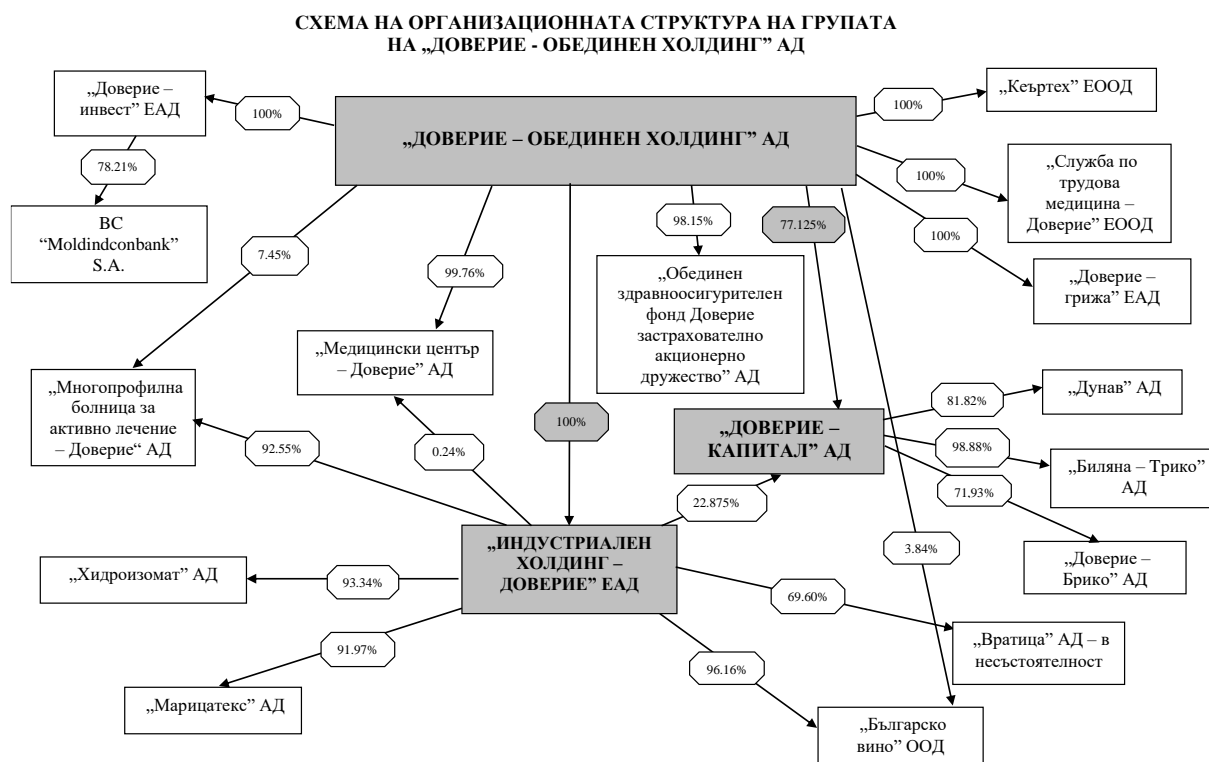 СХЕМА НА ОРГАНИЗАЦИОННАТА СТРУКТУРА НА ГРУПАТА
НА „ДОВЕРИЕ - ОБЕДИНЕН ХОЛДИНГ” АД
„Доверие –
инвест” ЕАД
100%
„ДОВЕРИЕ – ОБЕДИНЕН ХОЛДИНГ” АД
100%
„Кеъртех” ЕООД
78.21%
BC
“Moldindconbank”
S.A.
100%
„Служба по
трудова
медицина –
Доверие” ЕООД
7.45%
99.76%
98.15%
77.125%
100%
„Доверие –
грижа” ЕАД
„Обединен
здравноосигурителен
фонд Доверие
застрахователно
акционерно
дружество” АД
„Медицински център
– Доверие” АД
„Многопрофилна
болница за
активно лечение
– Доверие“ АД
92.55%
0.24%
100%
„ДОВЕРИЕ –
КАПИТАЛ” АД
81.82%
„Дунав” АД
98.88%
„Биляна – Трико”
АД
71,93%
„Доверие –
Брико” АД
22.875%
3.84%
„ИНДУСТРИАЛЕН
ХОЛДИНГ –
ДОВЕРИЕ” ЕАД
„Хидроизомат” АД
93.34%
69.60%
„Вратица” АД – в
несъстоятелност
91.97%
„Марицатекс” АД
96.16%
„Българско
вино” ООД